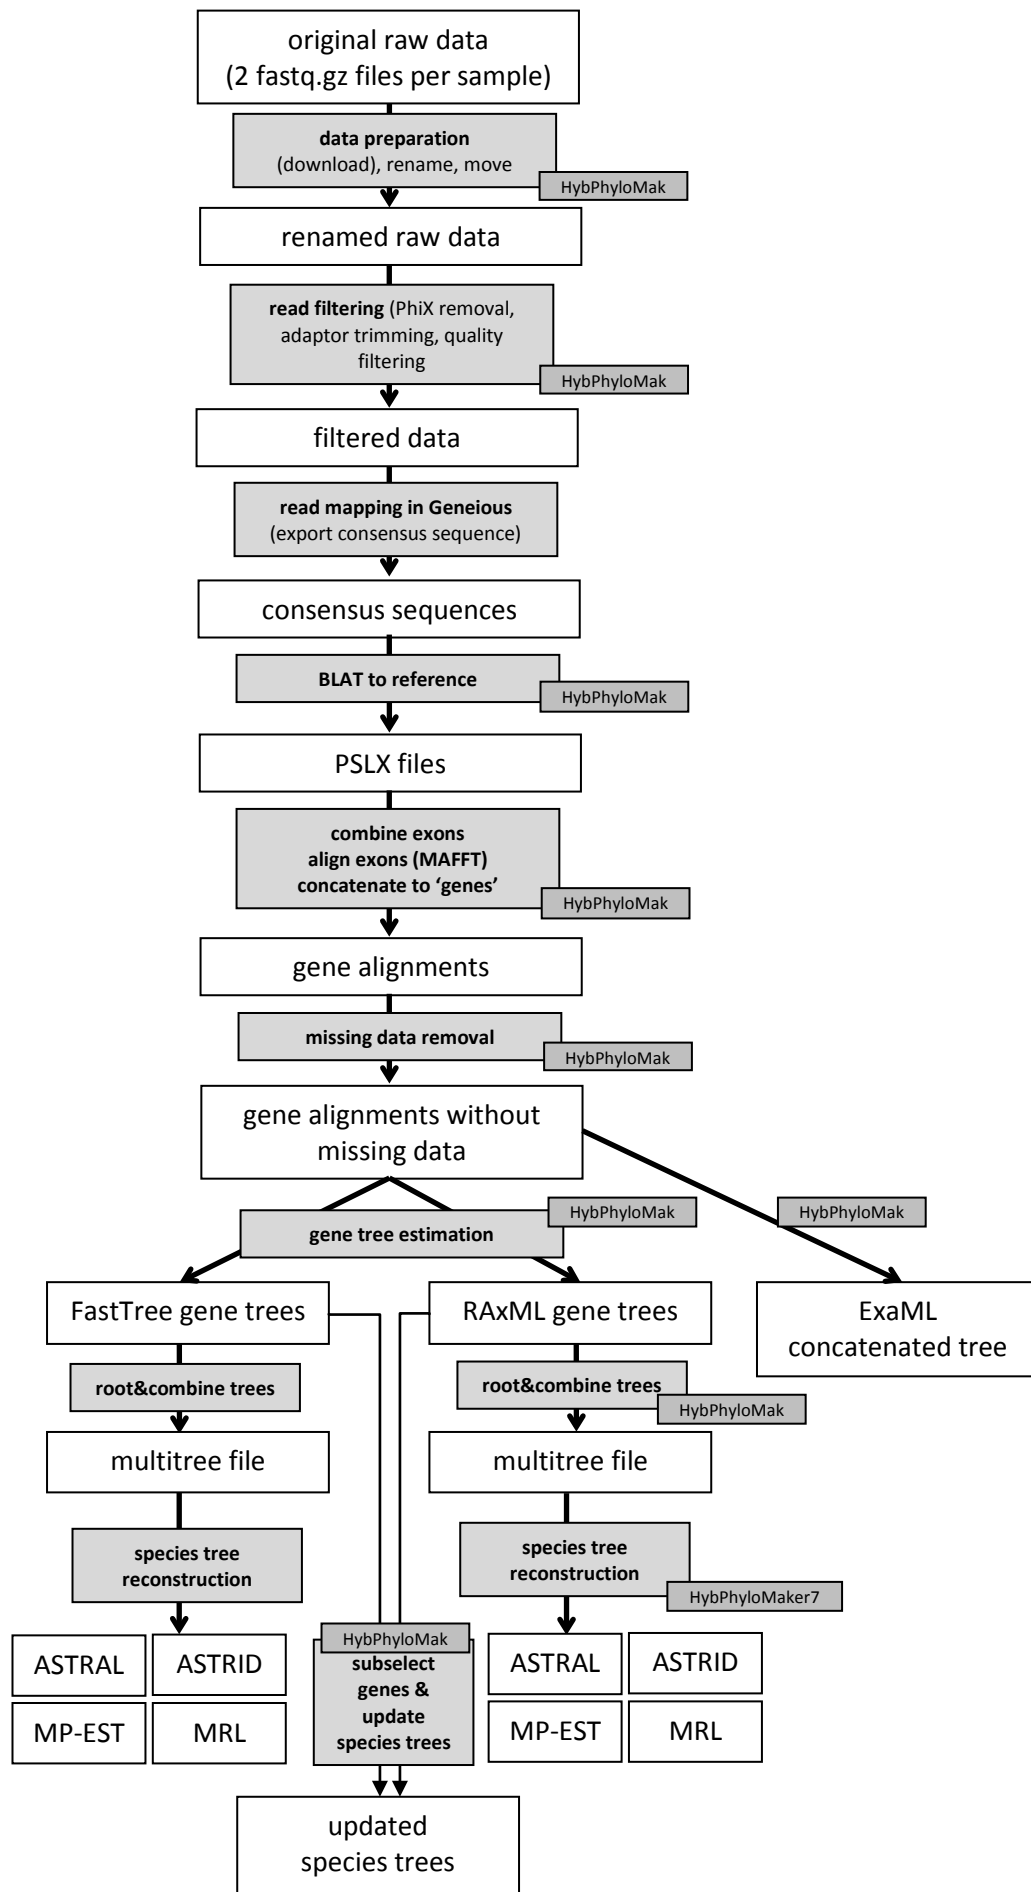 original raw data
(2 fastq.gz files per sample)
data preparation
(download), rename, move
HybPhyloMak
renamed raw data
read filtering (PhiX removal,
adaptor trimming, quality
filtering
HybPhyloMak
filtered data
read mapping in Geneious
(export consensus sequence)
consensus sequences
BLAT to reference
HybPhyloMak
PSLX files
combine exons
align exons (MAFFT)
concatenate to ‘genes’
HybPhyloMak
gene alignments
missing data removal
HybPhyloMak
gene alignments without
missing data
HybPhyloMak
HybPhyloMak
gene tree estimation
FastTree gene trees
RAxML gene trees
ExaML
concatenated tree
root&combine trees
root&combine trees
HybPhyloMak
multitree file
multitree file
species tree
reconstruction
species tree
reconstruction
HybPhyloMaker7
ASTRAL
ASTRID
MP-EST
MRL
HybPhyloMak
subselect
genes &
update
species trees
ASTRAL
ASTRID
MP-EST
MRL
updated
species trees